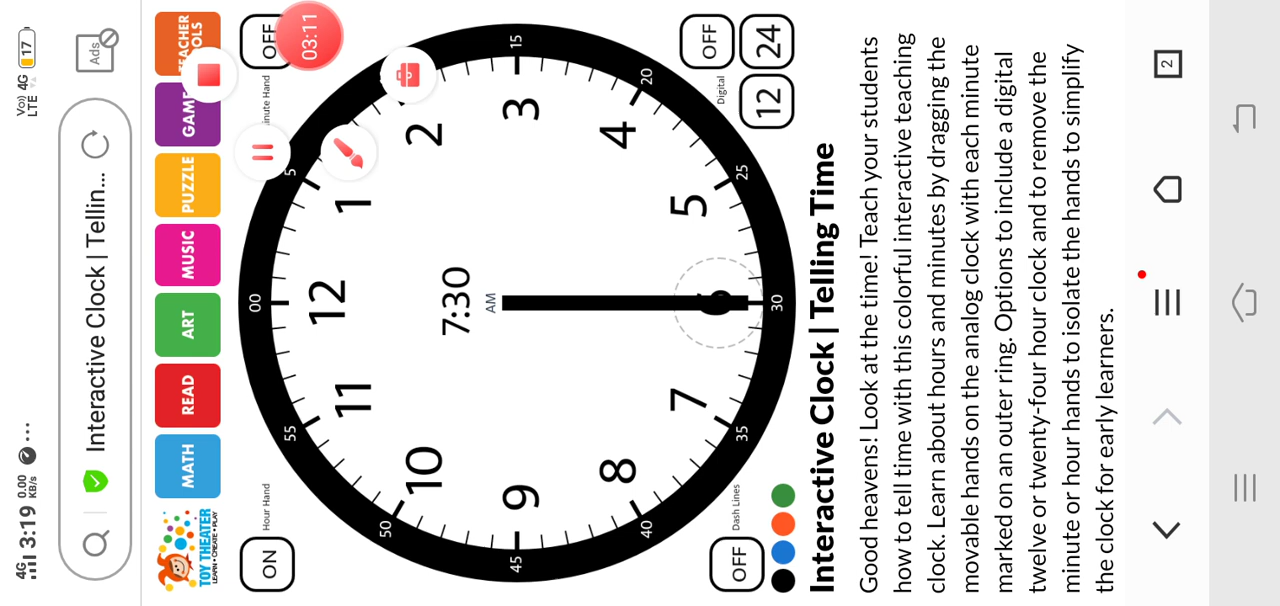 4G 3:19 0.00 KB/s ... Vo)) LTE 4G 17
Interactive Clock | Tellin...
Ads
TOY THEATER
LEARN • CREATE • PLAY
MATH
READ
ART
MUSIC
PUZZLE
GAME
TEACHER
ON
Hour Hand
OFF
03:11
00
5
15
20
25
30
35
40
45
50
55
12
1
2
3
4
5
6
7
8
9
10
11
7:30
AM
OFF
Dash Lines
Digital
OFF
12
24
Interactive Clock | Telling Time
Good heavens! Look at the time! Teach your students
how to tell time with this colorful interactive teaching
clock. Learn about hours and minutes by dragging the
movable hands on the analog clock with each minute
marked on an outer ring. Options to include a digital
twelve or twenty-four hour clock and to remove the
minute or hour hands to isolate the hands to simplify
the clock for early learners.
2